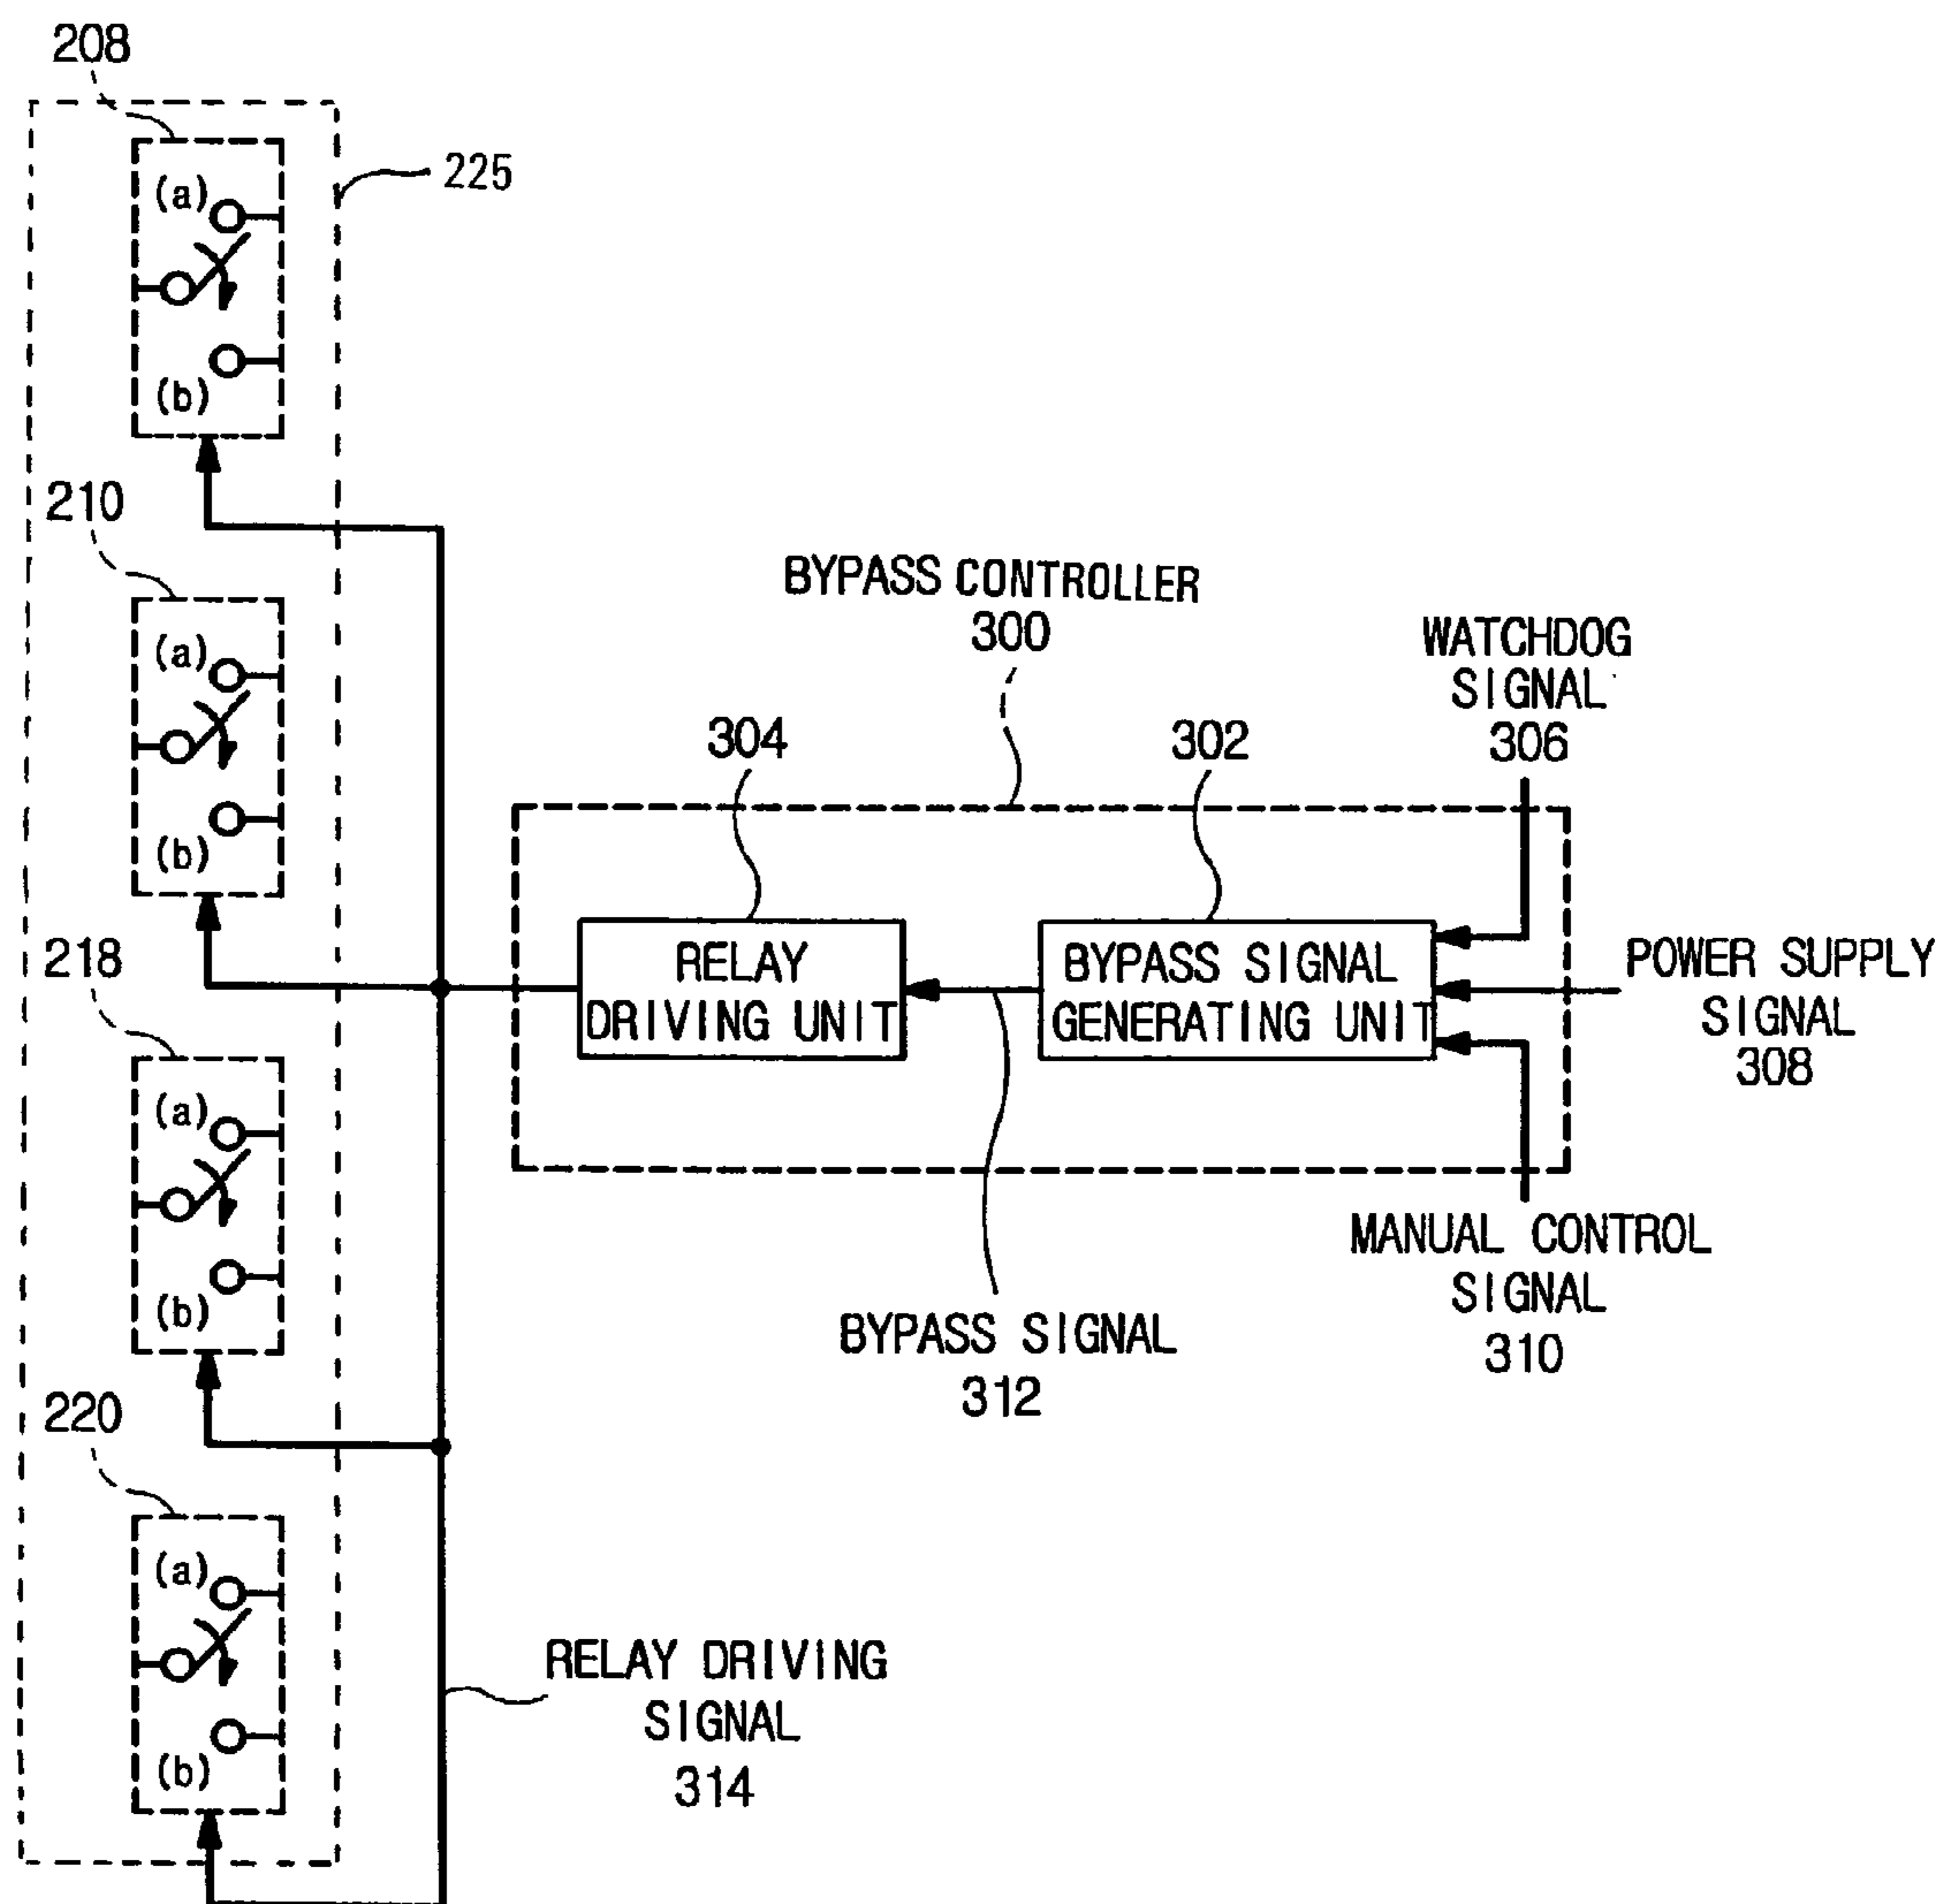 208
225
(a)
(b)
210
(a)
(b)
BYPASS CONTROLLER
300
WATCHDOG
SIGNAL
306
304
302
RELAY
DRIVING UNIT
BYPASS SIGNAL
GENERATING UNIT
POWER SUPPLY
SIGNAL
308
218
(a)
(b)
MANUAL CONTROL
SIGNAL
310
BYPASS SIGNAL
312
220
(a)
(b)
RELAY DRIVING
SIGNAL
314